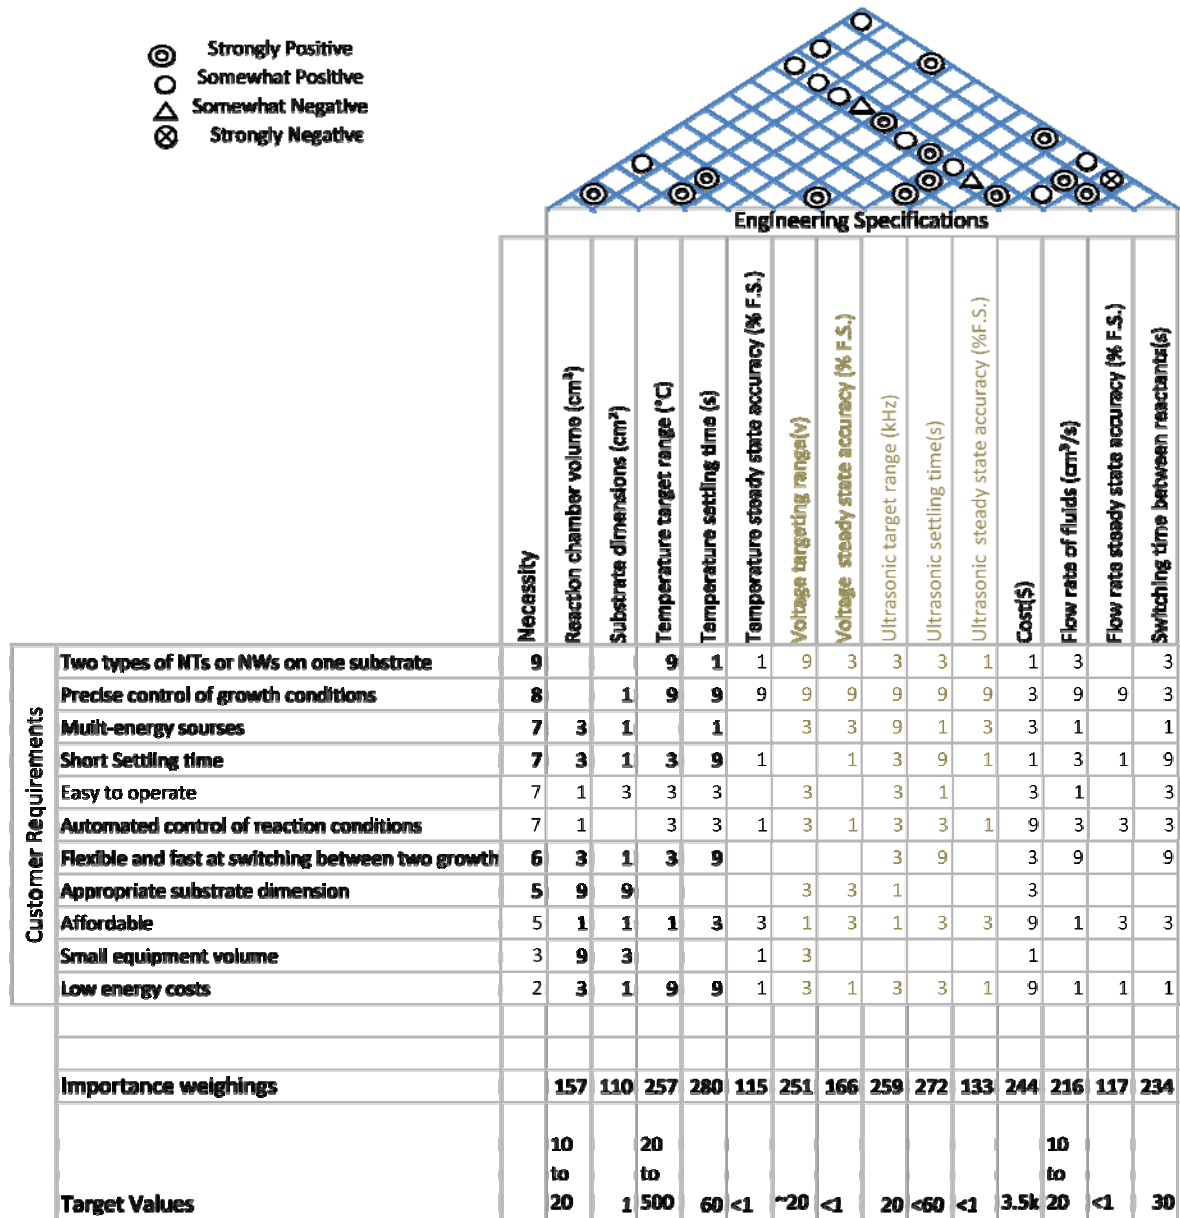 Strongly Positive
Somewhat Positive
Somewhat Negative
Strongly Negative
Engineering Specifications
Necessity
Reaction chamber volume (cm³)
Substrate dimensions (cm²)
Temperature target range (°C)
Temperature settling time (s)
Temperature steady state accuracy (% F.S.)
Voltage targeting range(v)
Voltage steady state accuracy (% F.S.)
Ultrasonic target range (kHz)
Ultrasonic settling time(s)
Ultrasonic steady state accuracy (%F.S.)
Cost($)
Flow rate of fluids (cm³/s)
Flow rate steady state accuracy (% F.S.)
Switching time between reactants(s)
Customer Requirements
Two types of NTs or NWs on one substrate 9 9 1 1 9 3 3 3 1 1 3 3
Precise control of growth conditions 8 1 9 9 9 9 9 9 9 9 3 9 9 3
Muilt-energy sourses 7 3 1 1 3 3 9 1 3 3 1 1
Short Settling time 7 3 1 3 9 1 1 3 9 1 1 3 1 9
Easy to operate 7 1 3 3 3 3 3 1 3 1 3
Automated control of reaction conditions 7 1 3 3 1 3 1 3 3 1 9 3 3 3
Flexible and fast at switching between two growth 6 3 1 3 9 3 9 3 9 9
Appropriate substrate dimension 5 9 9 3 3 1 3
Affordable 5 1 1 1 3 3 1 3 1 3 3 9 1 3 3
Small equipment volume 3 9 3 1 3 1
Low energy costs 2 3 1 9 9 1 3 1 3 3 1 9 1 1 1
Importance weighings 157 110 257 280 115 251 166 259 272 133 244 216 117 234
Target Values 10 to 20 1 20 to 500 60 <1 ~20 <1 20 <60 <1 3.5k 10 to 20 <1 30